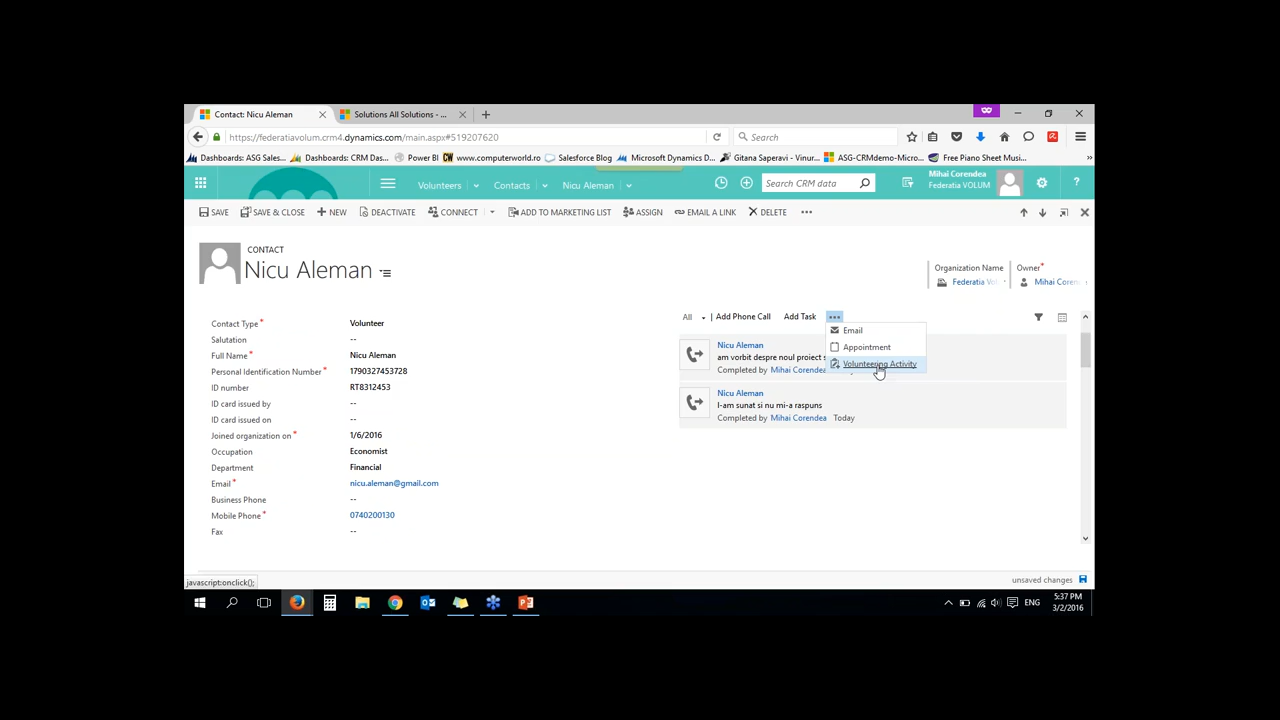 Contact: Nicu Aleman
Solutions All Solutions - ...
https://federatiavolum.crm4.dynamics.com/main.aspx#519207620
Search
Dashboards: ASG Sales... Dashboards: CRM Das... Power BI CW www.computerworld.ro Salesforce Blog Microsoft Dynamics D... Gitana Saperavi - Vinur... ASG-CRMdemo-Micro... Free Piano Sheet Musi... »
Volunteers Contacts Nicu Aleman Search CRM data
Mihai Corendea
Federatia VOLUM
?
SAVE SAVE & CLOSE + NEW DEACTIVATE CONNECT ADD TO MARKETING LIST ASSIGN EMAIL A LINK DELETE ...
CONTACT
Nicu Aleman
Organization Name
Federatia Vol
Owner*
Mihai Coren
Contact Type * Volunteer
Salutation --
Full Name * Nicu Aleman
Personal Identification Number * 1790327453728
ID number RT8312453
ID card issued by --
ID card issued on --
Joined organization on * 1/6/2016
Occupation Economist
Department Financial
Email * nicu.aleman@gmail.com
Business Phone --
Mobile Phone * 0740200130
Fax --
All | Add Phone Call Add Task ...
Email
Appointment
Volunteering Activity
Nicu Aleman
am vorbit despre noul proiect s
Completed by Mihai Corendea
Nicu Aleman
I-am sunat si nu mi-a raspuns
Completed by Mihai Corendea Today
javascript:onclick();
unsaved changes
ENG
5:37 PM
3/2/2016